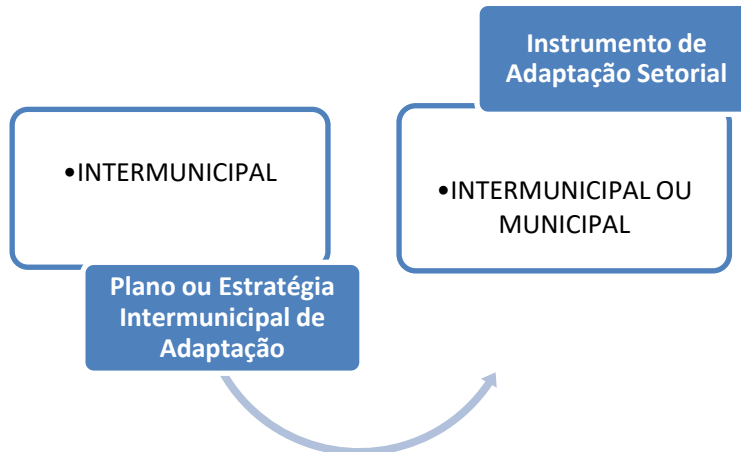 •INTERMUNICIPAL
Plano ou Estratégia
Intermunicipal de
Adaptação
Instrumento de
Adaptação Setorial
•INTERMUNICIPAL OU
MUNICIPAL